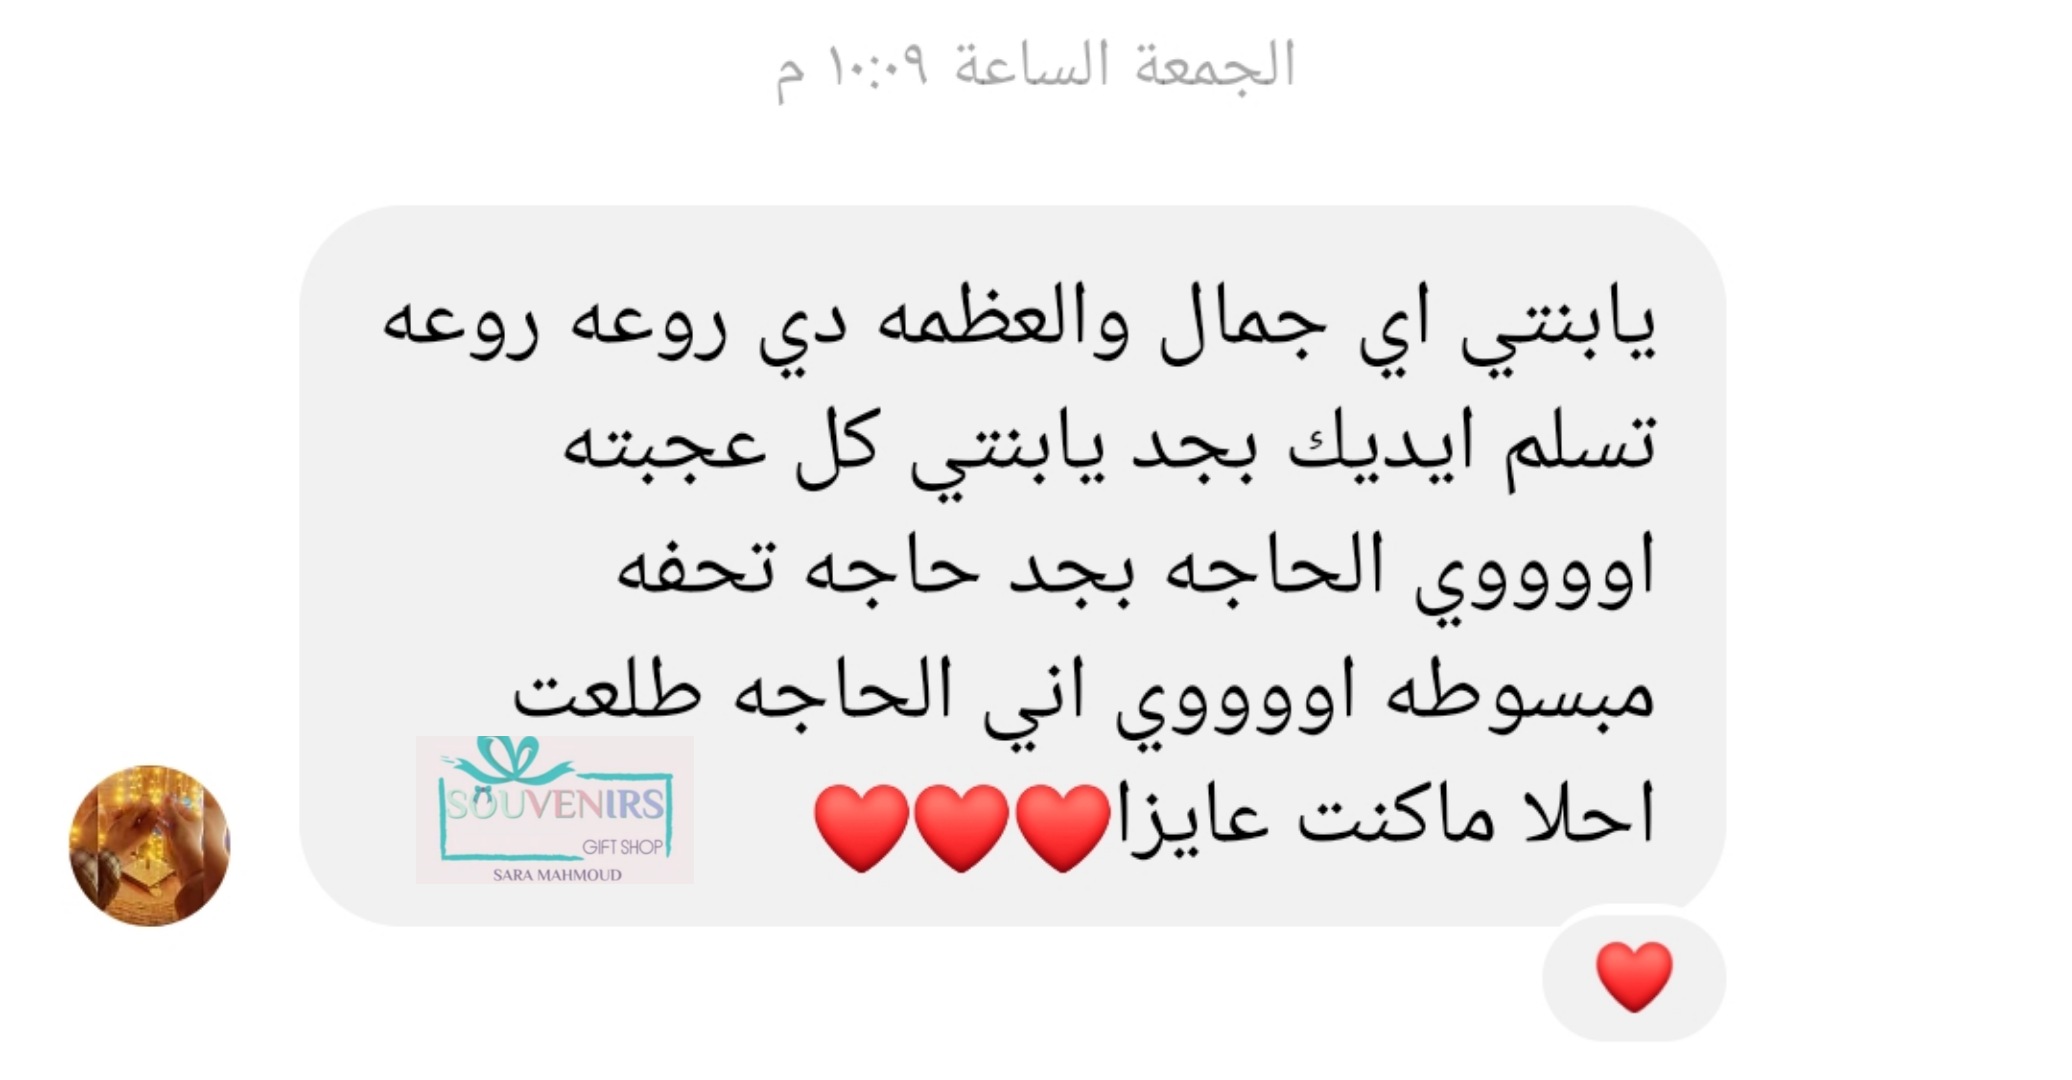 الجمعة الساعة ١٠:٠٩ م
يابنتي اي جمال والعظمه دي روعه روعه
تسلم ايديك بجد يابنتي كل عجبته
اووووي الحاجه بجد حاجه تحفه
مبسوطه اووووي اني الحاجه طلعت
احلا ماكنت عايزا❤️❤️❤️
SOUVENIRS
GIFT SHOP
SARA MAHMOUD
❤️